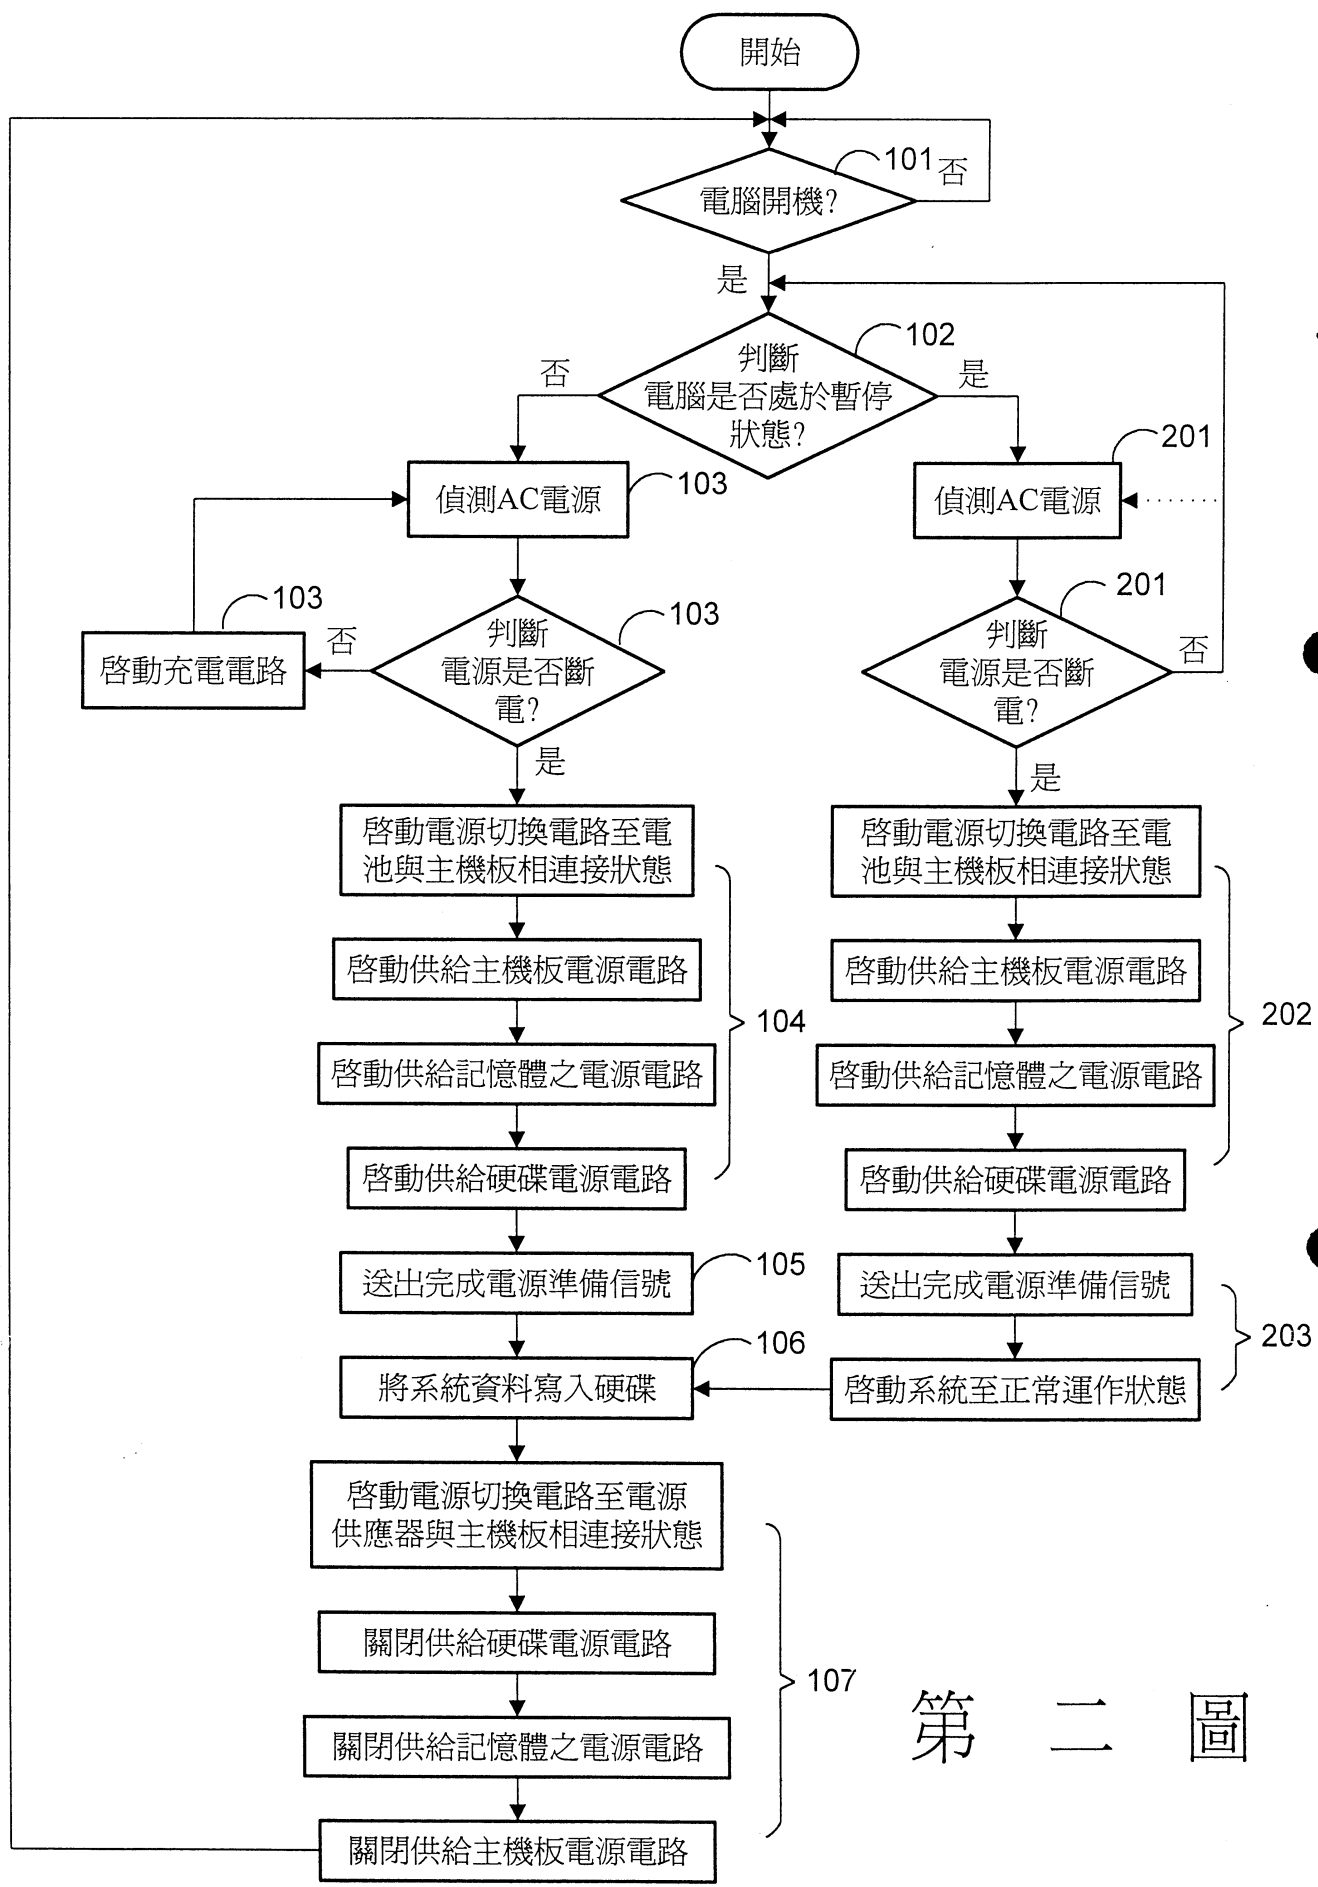 開始
101
否
電腦開機?
是
102
判斷
電腦是否處於暫停
狀態?
否
是
103
偵測AC電源
201
偵測AC電源
103
啓動充電電路
否
103
判斷
電源是否斷
電?
是
201
判斷
電源是否斷
電?
否
是
啓動電源切換電路至電
池與主機板相連接狀態
啓動供給主機板電源電路
啓動供給記憶體之電源電路
啓動供給硬碟電源電路
104
啓動電源切換電路至電
池與主機板相連接狀態
啓動供給主機板電源電路
啓動供給記憶體之電源電路
啓動供給硬碟電源電路
202
送出完成電源準備信號
105
送出完成電源準備信號
203
將系統資料寫入硬碟
106
啓動系統至正常運作狀態
啓動電源切換電路至電源
供應器與主機板相連接狀態
關閉供給硬碟電源電路
107
關閉供給記憶體之電源電路
關閉供給主機板電源電路
第二圖